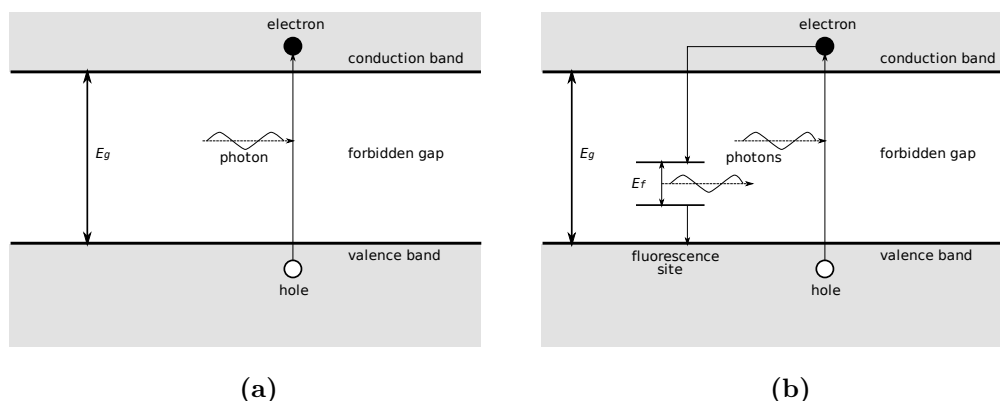 electron
conduction band
Eg
photon
forbidden gap
valence band
hole
(a)
electron
conduction band
Eg
photons
forbidden gap
Ef
valence band
fluorescence
site
hole
(b)